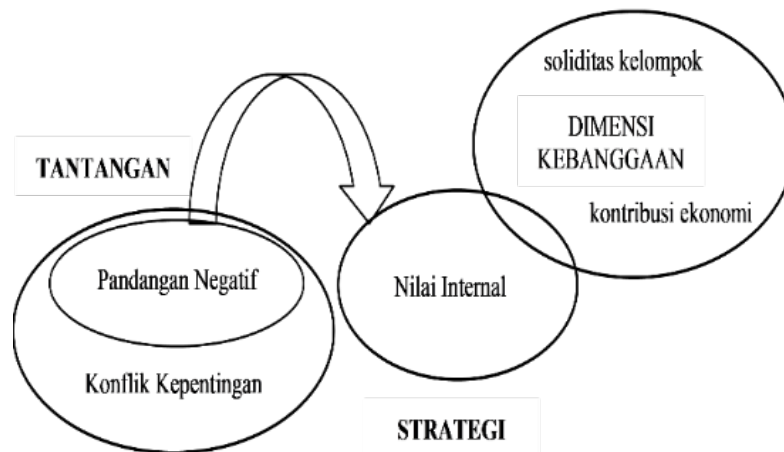 soliditas kelompok
DIMENSI
KEBANGGAAN
TANTANGAN
kontribusi ekonomi
Pandangan Negatif
Nilai Internal
Konflik Kepentingan
STRATEGI